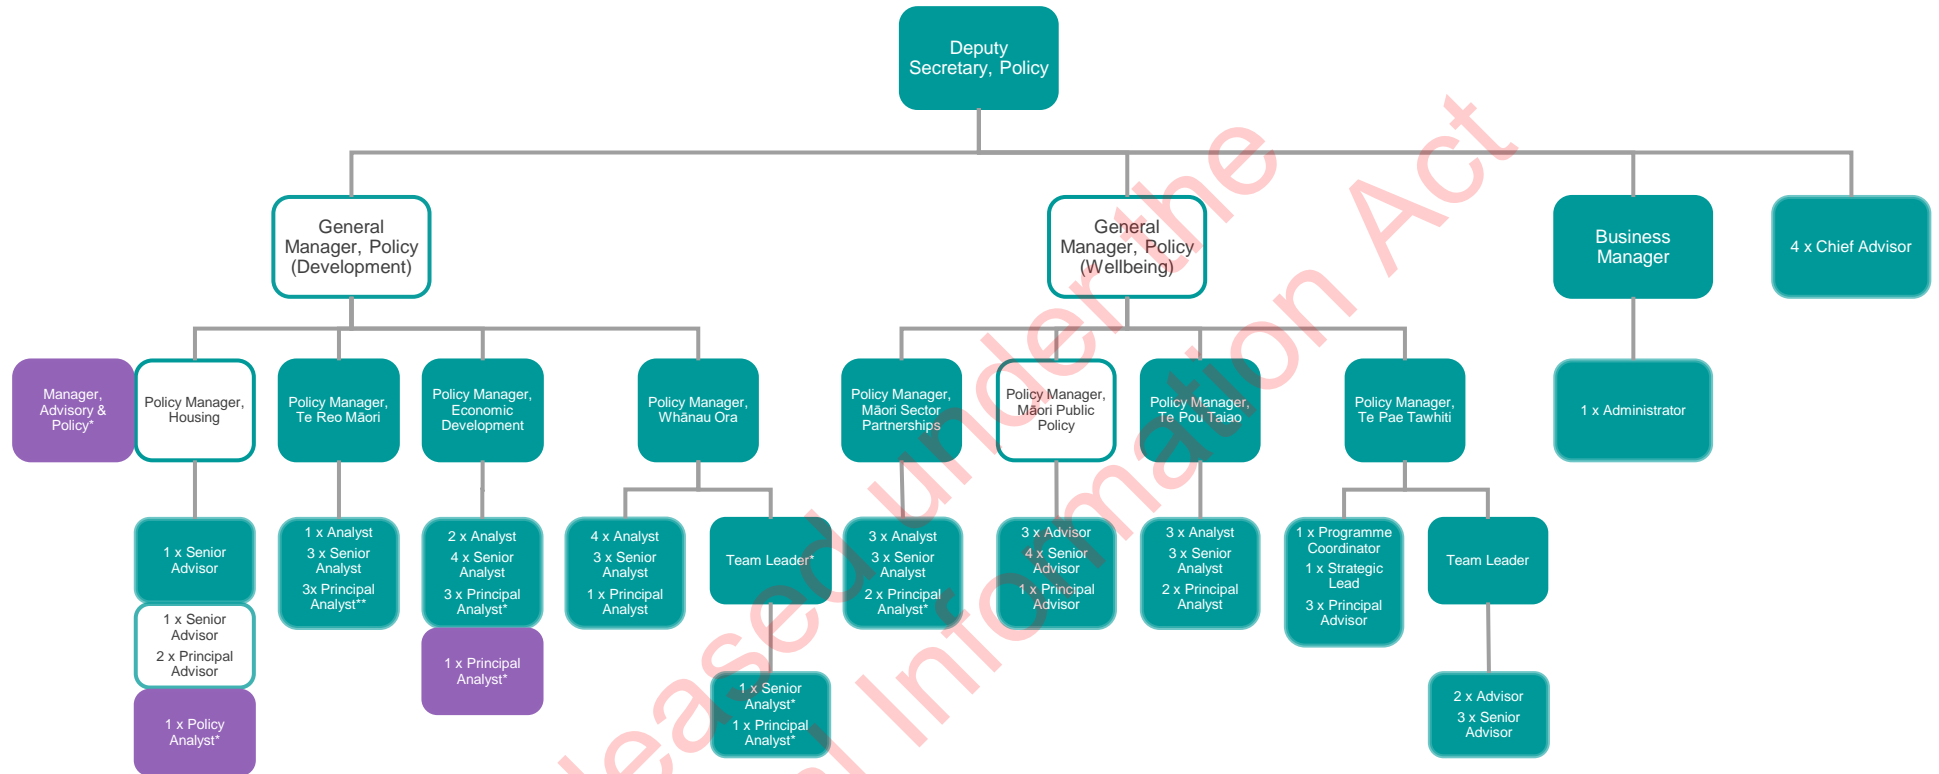 Deputy
Secretary, Policy
General
Manager, Policy
(Development)
General
Manager, Policy
(Wellbeing)
Business
Manager
4 x Chief Advisor
Manager,
Advisory &
Policy*
Policy Manager,
Housing
Policy Manager,
Te Reo Māori
Policy Manager,
Economic
Development
Policy Manager,
Whānau Ora
Policy Manager,
Māori Sector
Partnerships
Policy Manager,
Māori Public
Policy
Policy Manager,
Te Pou Taiao
Policy Manager,
Te Pae Tawhiti
1 x Administrator
1 x Senior
Advisor
1 x Senior
Advisor
2 x Principal
Advisor
1 x Policy
Analyst*
1 x Analyst
3 x Senior
Analyst
3x Principal
Analyst**
2 x Analyst
4 x Senior
Analyst
3 x Principal
Analyst*
1 x Principal
Analyst*
4 x Analyst
3 x Senior
Analyst
1 x Principal
Analyst
Team Leader*
1 x Senior
Analyst*
1 x Principal
Analyst*
3 x Analyst
3 x Senior
Analyst
2 x Principal
Analyst*
3 x Advisor
4 x Senior
Advisor
1 x Principal
Advisor
3 x Analyst
3 x Senior
Analyst
2 x Principal
Analyst
1 x Programme
Coordinator
1 x Strategic
Lead
3 x Principal
Advisor
Team Leader
2 x Advisor
3 x Senior
Advisor
leased under the
Information Act